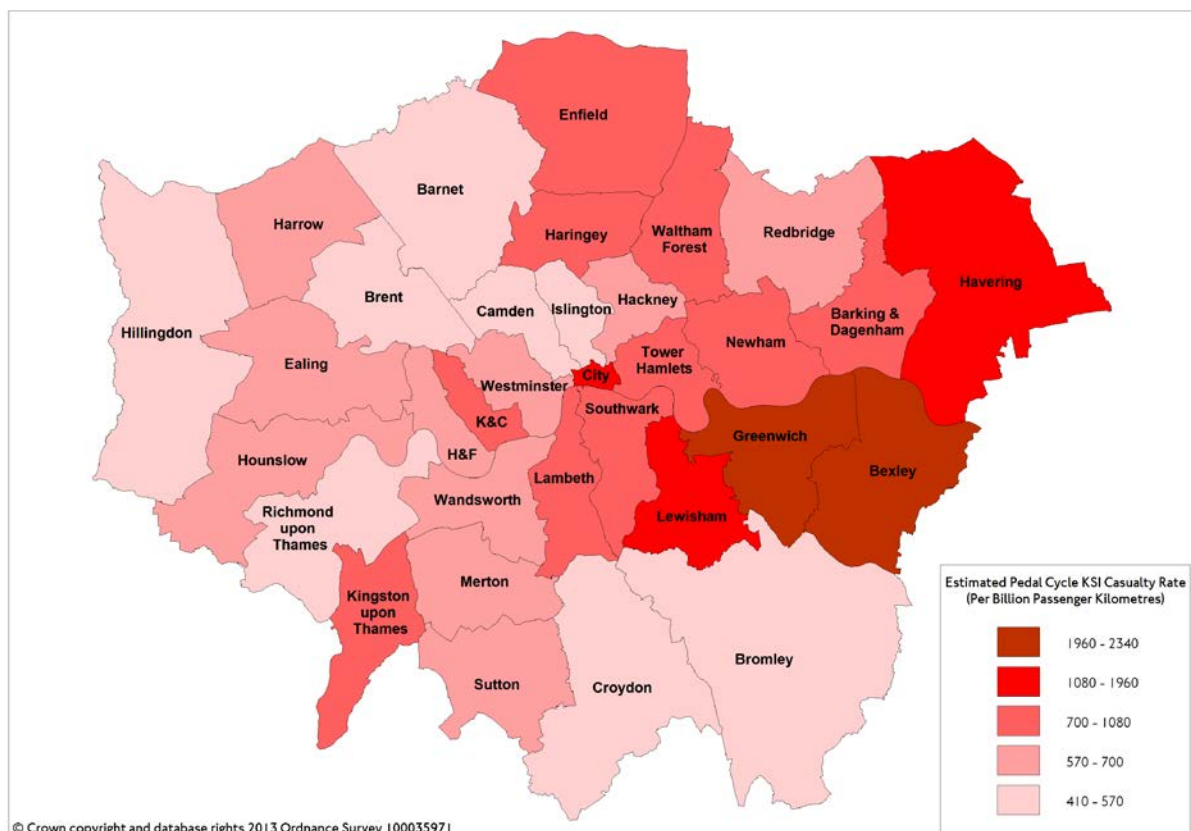 Enfield
Barnet
Harrow
Haringey
Waltham
Forest
Redbridge
Havering
Brent
Camden
Islington
Hackney
Hillingdon
Barking &
Dagenham
Ealing
Tower
Hamlets
Newham
Westminster
City
Southwark
K&C
Greenwich
Hounslow
H&F
Bexley
Lambeth
Wandsworth
Richmond
upon
Thames
Lewisham
Merton
Kingston
upon
Thames
Bromley
Sutton
Croydon
Estimated Pedal Cycle KSI Casualty Rate
(Per Billion Passenger Kilometres)
1960 - 2340
1080 - 1960
700 - 1080
570 - 700
410 - 570
© Crown copyright and database rights 2013 Ordnance Survey 100035971